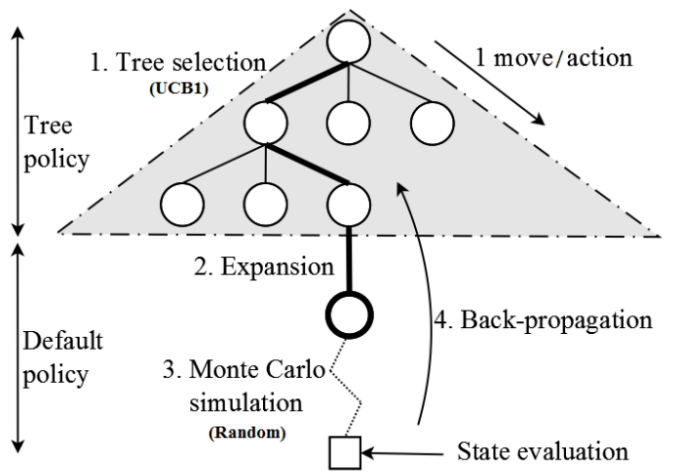 1. Tree selection
(UCB1)
1 move/action
Tree
policy
2. Expansion
4. Back-propagation
Default
policy
3. Monte Carlo
simulation
(Random)
State evaluation